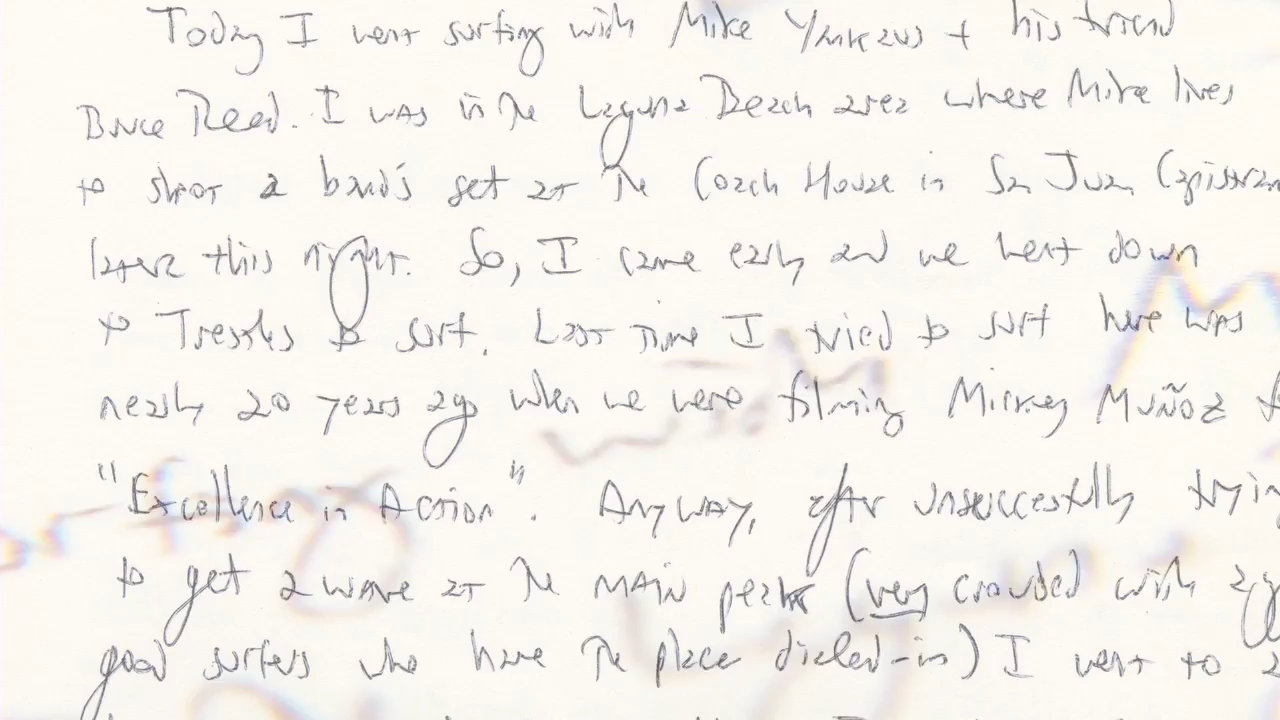 Today I went surfing with Mike Yankaus + his friend
Bruce Reed. I was in the Laguna Beach area where Mike lives
to shoot a band's set at the Coach House in San Juan Capistran
later this night. So, I came early and we went down
to Trestles to surf. Last time I tried to surf here was
nearly 20 years ago when we were filming Mickey Muñoz f
"Excellence in Action". Anyway, after unsuccessfully tryin
to get a wave at the main peak (very crowded with ag
good surfers who have the place dialed-in) I went to a